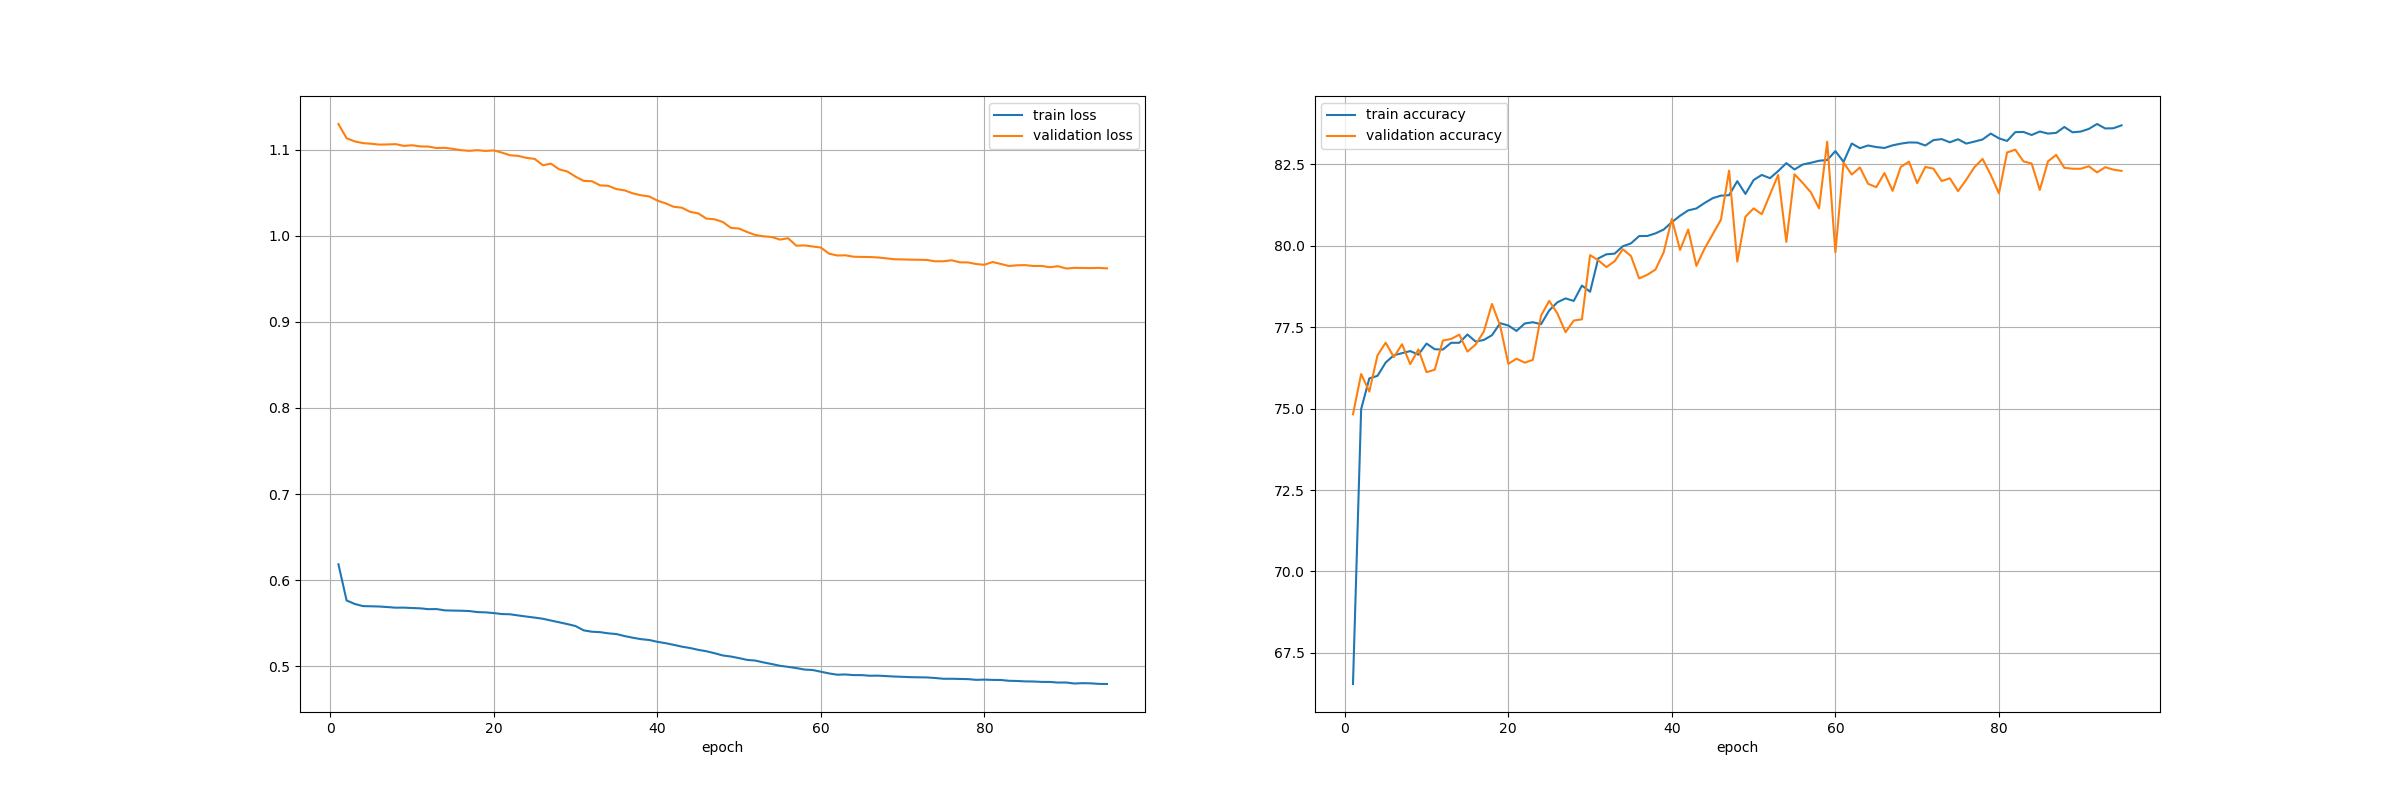 train loss
validation loss
1.1
1.0
0.9
0.8
0.7
0.6
0.5
0 20 40 60 80
epoch
train accuracy
validation accuracy
82.5
80.0
77.5
75.0
72.5
70.0
67.5
0 20 40 60 80
epoch